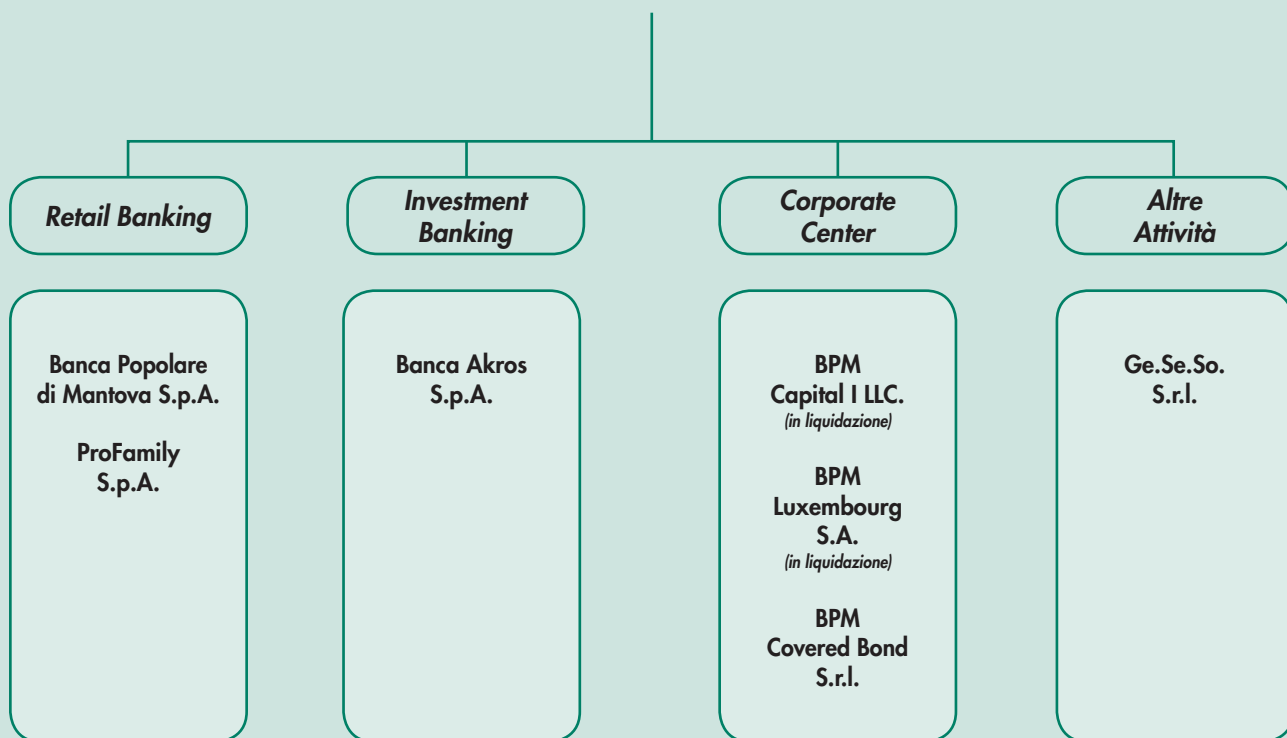 Retail Banking
Investment
Banking
Corporate
Center
Altre
Attività
Banca Popolare
di Mantova S.p.A.
ProFamily
S.p.A.
Banca Akros
S.p.A.
BPM
Capital I LLC.
(in liquidazione)
BPM
Luxembourg
S.A.
(in liquidazione)
BPM
Covered Bond
S.r.l.
Ge.Se.So.
S.r.l.